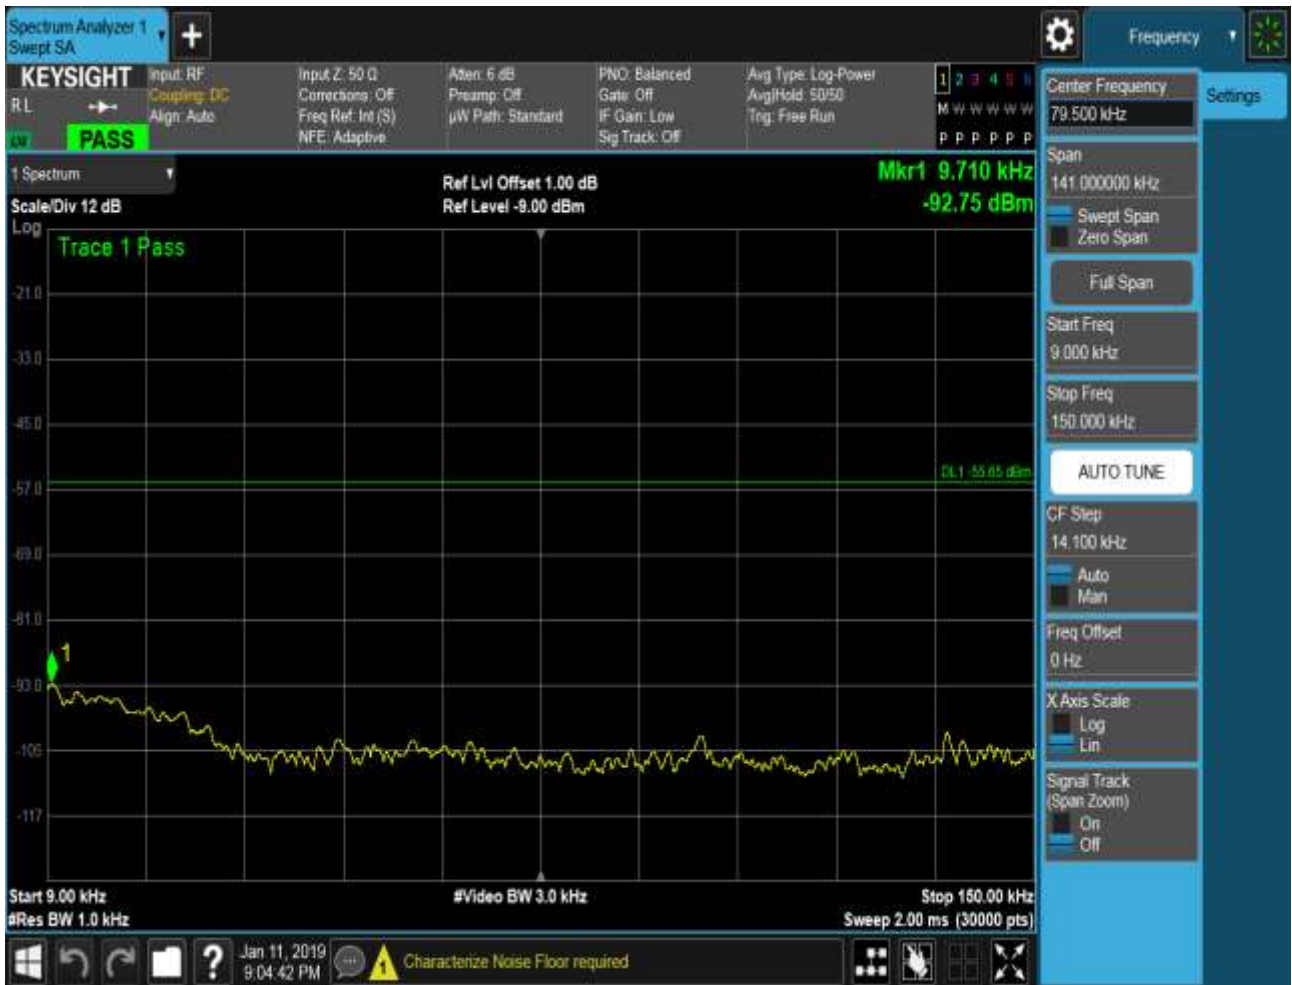 Spectrum Analyzer 1
Swept SA
Frequency
KEYSIGHT
R L
PASS
Input: RF
Coupling: DC
Align: Auto
Input Z: 50 Ω
Corrections: Off
Freq Ref: Int (S)
NFE: Adaptive
Atten: 6 dB
Preamp: Off
µW Path: Standard
PNO: Balanced
Gate: Off
IF Gain: Low
Sig Track: Off
Avg Type: Log-Power
Avg|Hold: 50/50
Trig: Free Run
1 2 3 4 5 6
M W W W W W
P P P P P P
1 Spectrum
Scale/Div 12 dB
Log
Ref Lvl Offset 1.00 dB
Ref Level -9.00 dBm
Mkr1 9.710 kHz
-92.75 dBm
Trace 1 Pass
-21.0
-33.0
-45.0
-57.0
-69.0
-81.0
-93.0
-105
-117
DL1 -55.65 dBm
1
Start 9.00 kHz
#Res BW 1.0 kHz
#Video BW 3.0 kHz
Stop 150.00 kHz
Sweep 2.00 ms (30000 pts)
Center Frequency
79.500 kHz
Settings
Span
141.000000 kHz
Swept Span
Zero Span
Full Span
Start Freq
9.000 kHz
Stop Freq
150.000 kHz
AUTO TUNE
CF Step
14.100 kHz
Auto
Man
Freq Offset
0 Hz
X Axis Scale
Log
Lin
Signal Track
(Span Zoom)
On
Off
?
Jan 11, 2019
9:04:42 PM
1
Characterize Noise Floor required